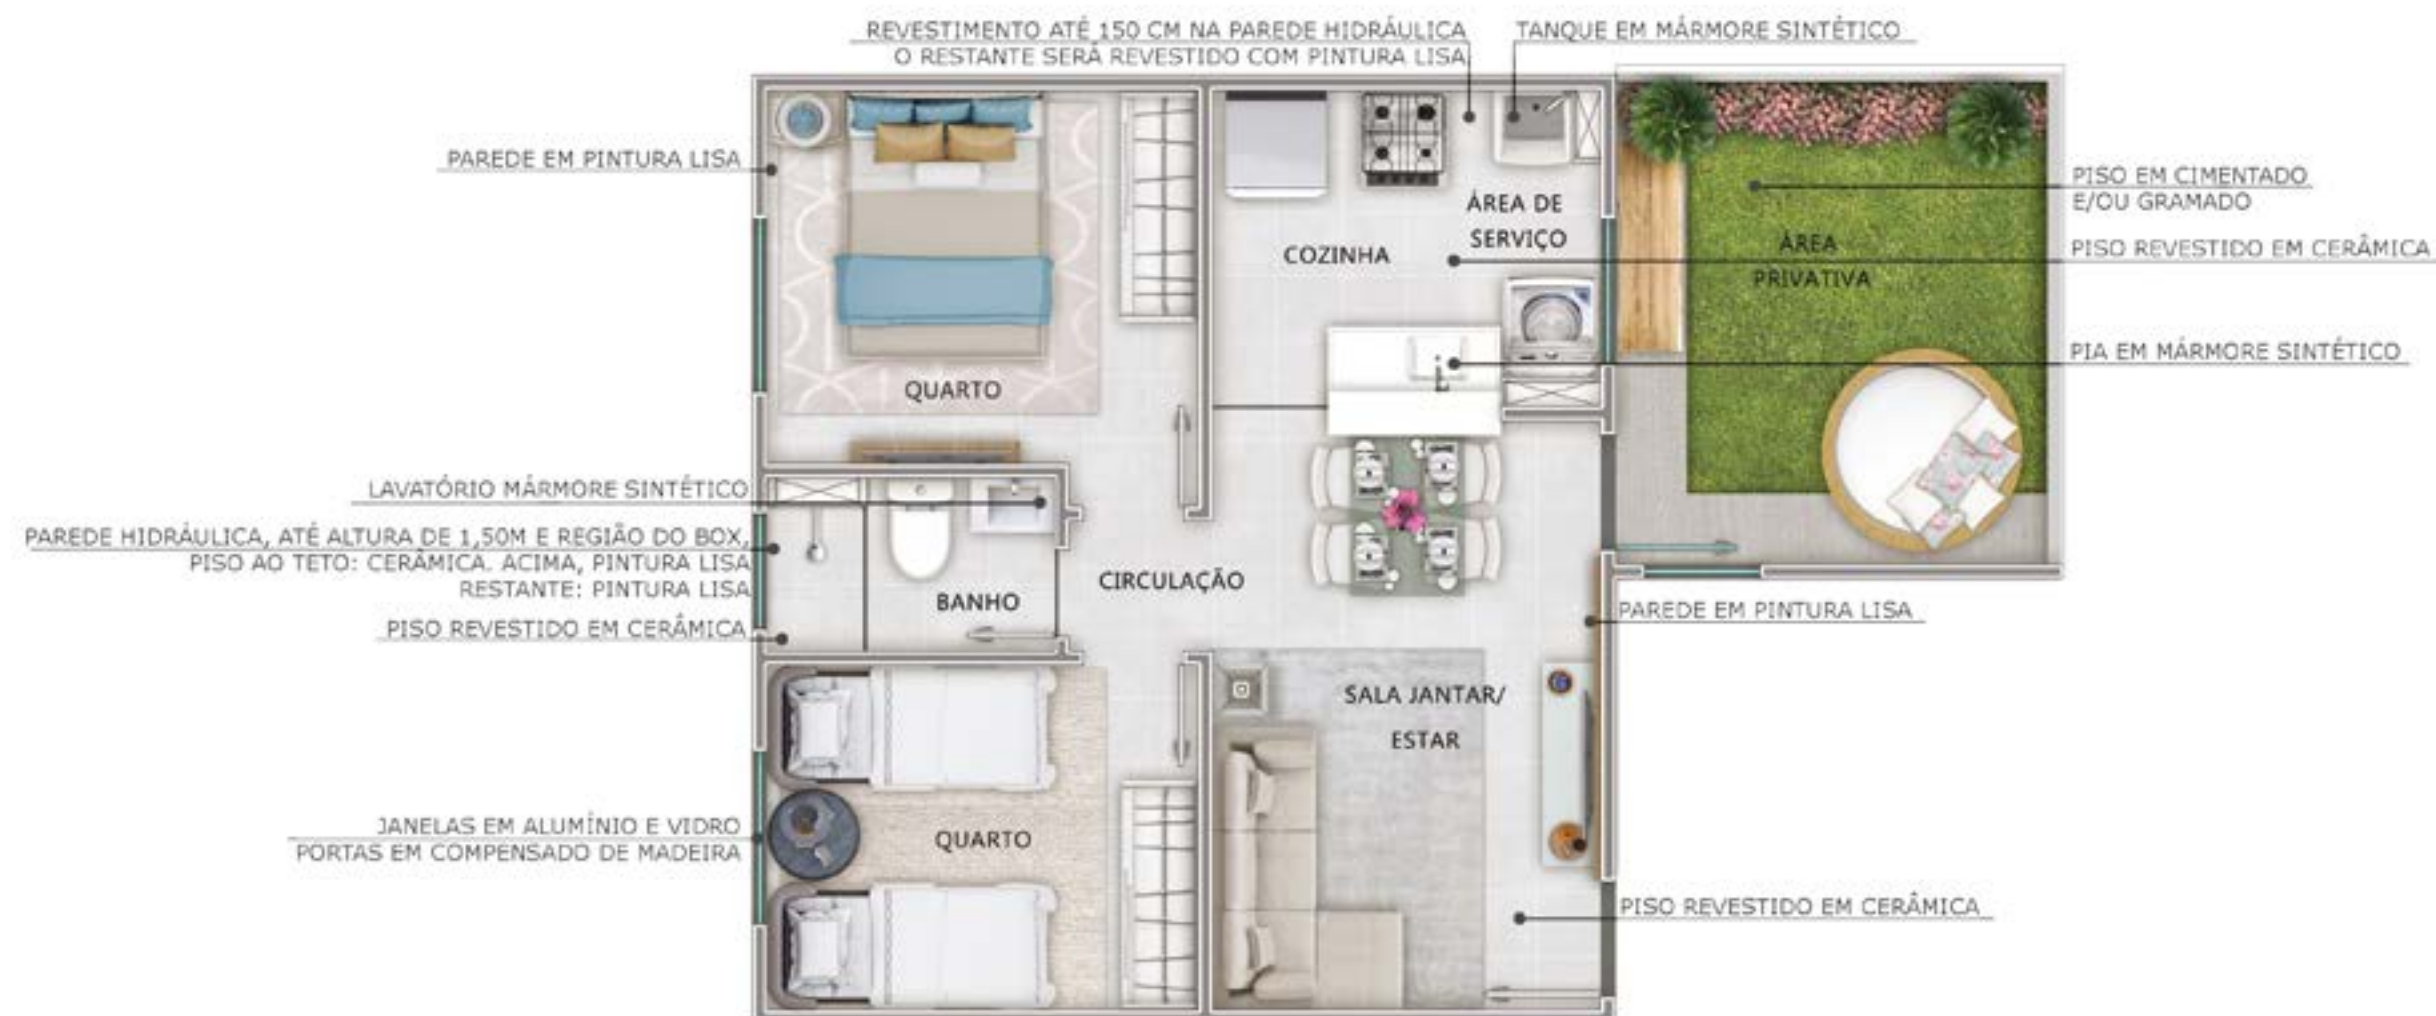 REVESTIMENTO ATÉ 150 CM NA PAREDE HIDRÁULICA
O RESTANTE SERÁ REVESTIDO COM PINTURA LISA
TANQUE EM MÁRMORE SINTÉTICO
PAREDE EM PINTURA LISA
PISO EM CIMENTADO
E/OU GRAMADO
ÁREA DE
SERVIÇO
COZINHA
ÁREA
PRIVATIVA
PISO REVESTIDO EM CERÂMICA
PIA EM MÁRMORE SINTÉTICO
QUARTO
LAVATÓRIO MÁRMORE SINTÉTICO
PAREDE HIDRÁULICA, ATÉ ALTURA DE 1,50M E REGIÃO DO BOX,
PISO AO TETO: CERÂMICA. ACIMA, PINTURA LISA
RESTANTE: PINTURA LISA
PISO REVESTIDO EM CERÂMICA
BANHO
CIRCULAÇÃO
PAREDE EM PINTURA LISA
SALA JANTAR/
ESTAR
JANELAS EM ALUMÍNIO E VIDRO
PORTAS EM COMPENSADO DE MADEIRA
QUARTO
PISO REVESTIDO EM CERÂMICA